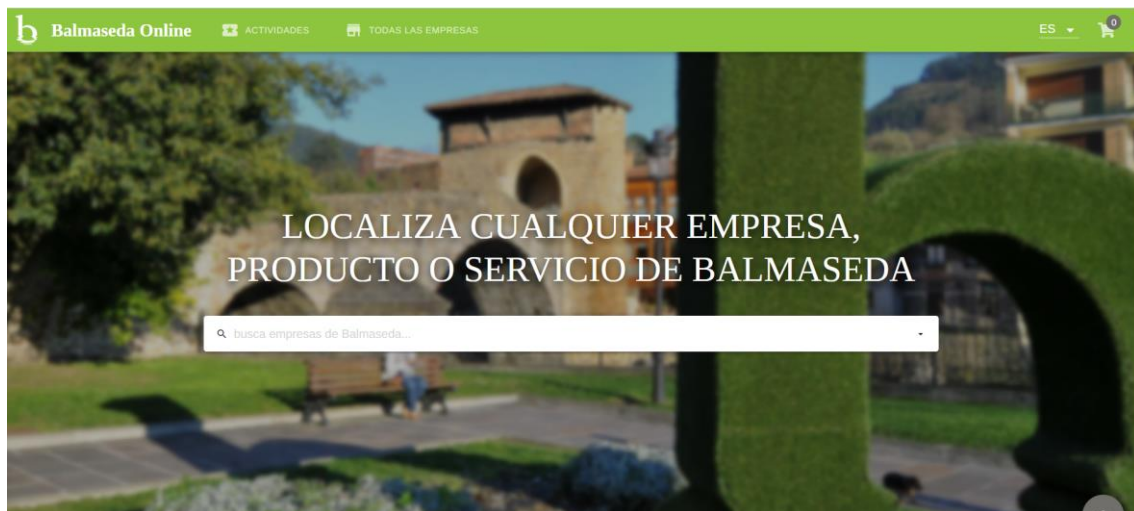 b Balmaseda Online
ACTIVIDADES
TODAS LAS EMPRESAS
ES
0
LOCALIZA CUALQUIER EMPRESA,
PRODUCTO O SERVICIO DE BALMASEDA
busca empresas de Balmaseda...